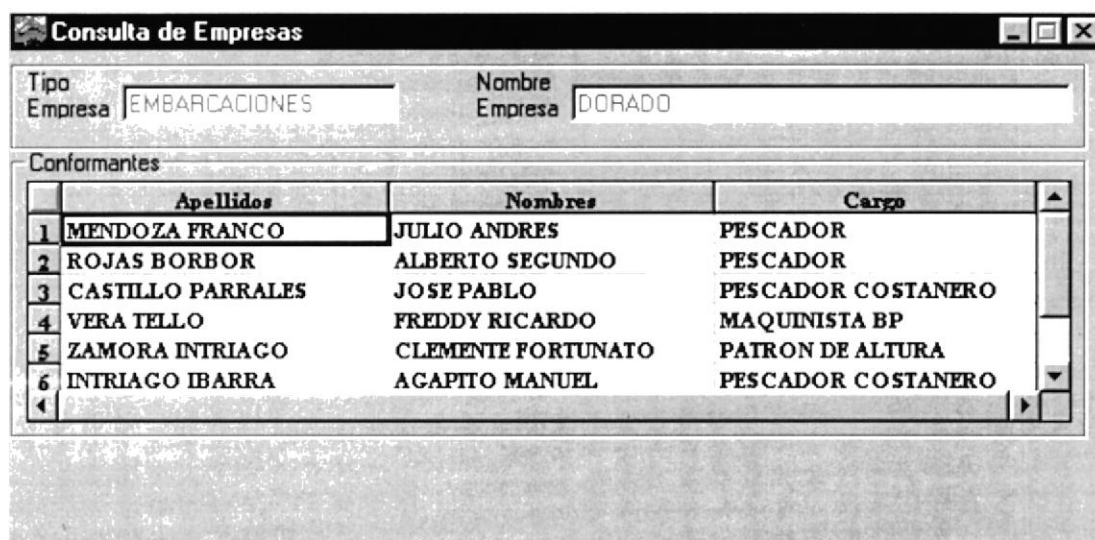 Consulta de Empresas
Tipo Empresa EMBARCACIONES Nombre Empresa DORADO
Conformantes
Apellidos Nombres Cargo
1 MENDOZA FRANCO JULIO ANDRES PESCADOR
2 ROJAS BORBOR ALBERTO SEGUNDO PESCADOR
3 CASTILLO PARRALES JOSE PABLO PESCADOR COSTANERO
4 VERA TELLO FREDDY RICARDO MAQUINISTA BP
5 ZAMORA INTRIAGO CLEMENTE FORTUNATO PATRON DE ALTURA
6 INTRIAGO IBARRA AGAPITO MANUEL PESCADOR COSTANERO